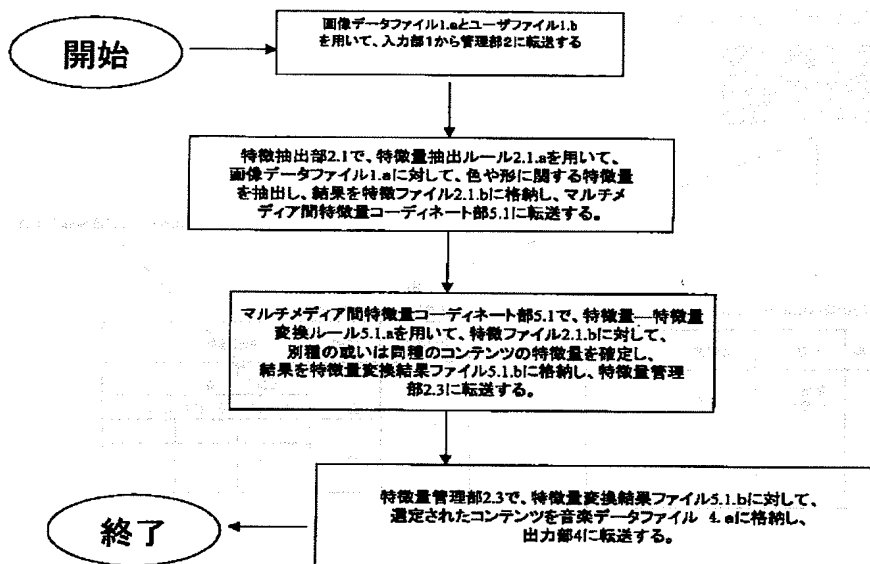 開始
画像データファイル1.aとユーザファイル1.b
を用いて、入力部1から管理部2に転送する
特徴抽出部2.1で、特徴量抽出ルール2.1.aを用いて、
画像データファイル1.aに対して、色や形に関する特徴量
を抽出し、結果を特徴ファイル2.1.bに格納し、マルチメ
ディア間特徴量コーディネート部5.1に転送する。
マルチメディア間特徴量コーディネート部5.1で、特徴量―特徴量
変換ルール5.1.aを用いて、特徴ファイル2.1.bに対して、
別種の或いは同種のコンテンツの特徴量を確定し、
結果を特徴量変換結果ファイル5.1.bに格納し、特徴量管理
部2.3に転送する。
特徴量管理部2.3で、特徴量変換結果ファイル5.1.bに対して、
選定されたコンテンツを音楽データファイル 4.aに格納し、
出力部4に転送する。
終了